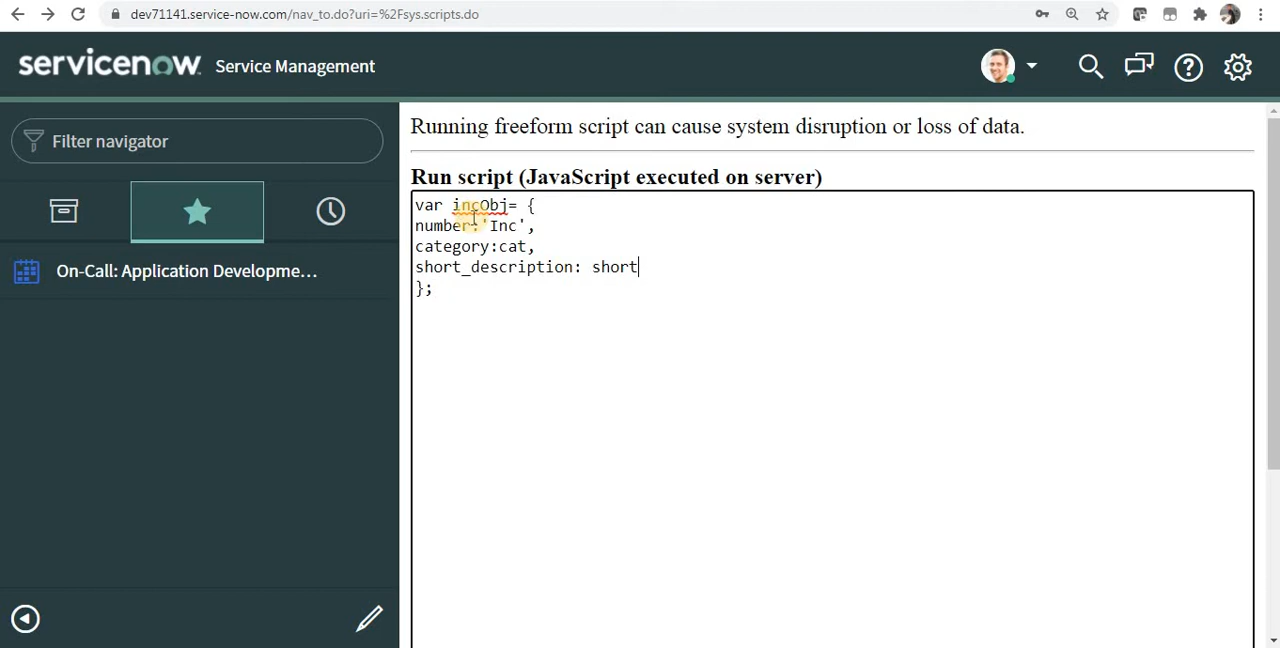 dev71141.service-now.com/nav_to.do?uri=%2Fsys.scripts.do
servicenow Service Management
Filter navigator
On-Call: Application Developme...
Running freeform script can cause system disruption or loss of data.
Run script (JavaScript executed on server)
var incObj= {
number:'Inc',
category:cat,
short_description: short
};